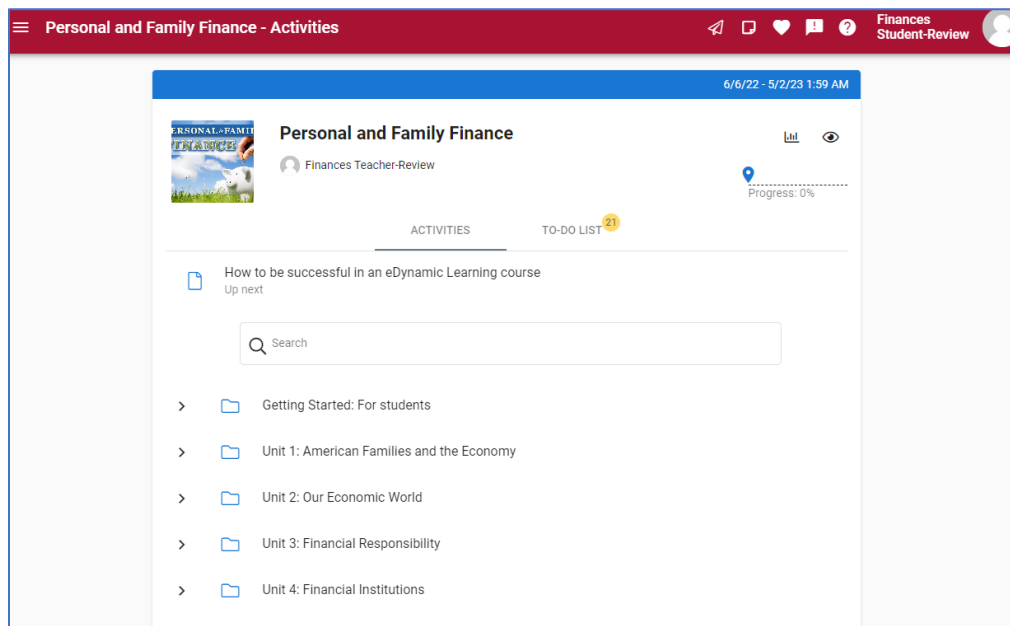 Personal and Family Finance - Activities
Finances
Student-Review
6/6/22 - 5/2/23 1:59 AM
ERSONAL & FAMI
FINANCE
Personal and Family Finance
Finances Teacher-Review
Progress: 0%
ACTIVITIES
TO-DO LIST
21
How to be successful in an eDynamic Learning course
Up next
Search
Getting Started: For students
Unit 1: American Families and the Economy
Unit 2: Our Economic World
Unit 3: Financial Responsibility
Unit 4: Financial Institutions